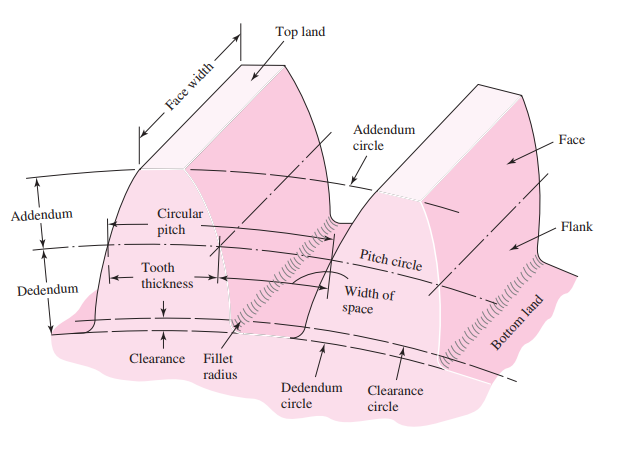 Top land
Face width
Addendum
circle
Face
Addendum
Circular
pitch
Flank
Pitch circle
Tooth
thickness
Dedendum
Width of
space
Bottom land
Clearance
Fillet
radius
Dedendum
circle
Clearance
circle